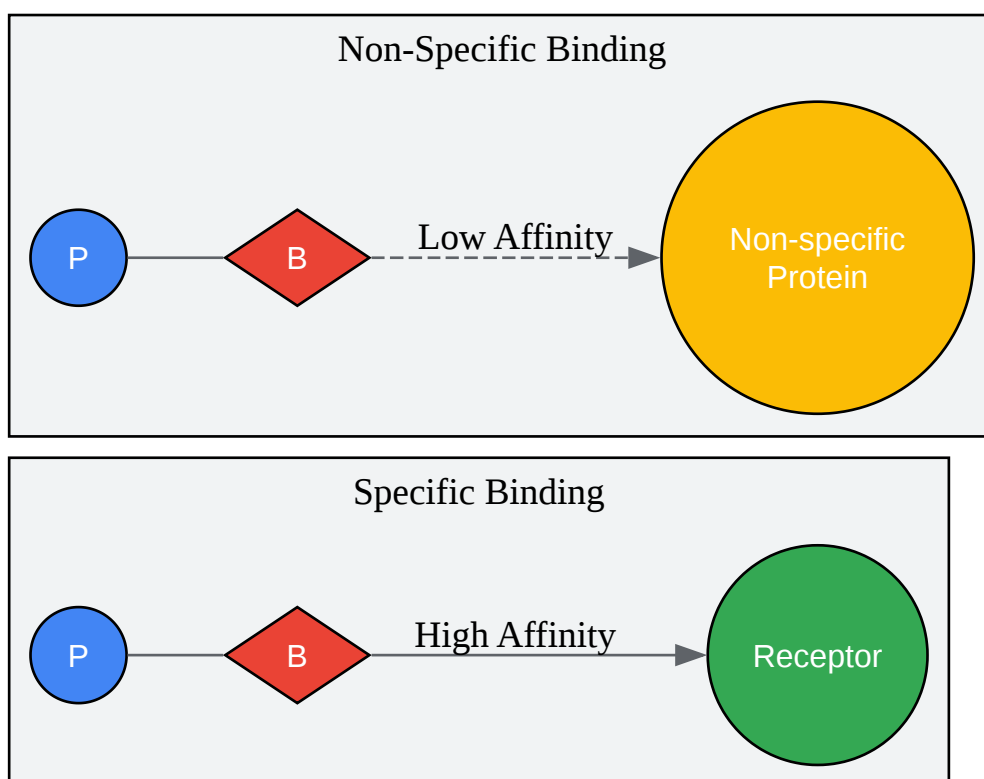 Non-Specific Binding
P
B
Low Affinity
Non-specific
Protein
Specific Binding
P
B
High Affinity
Receptor